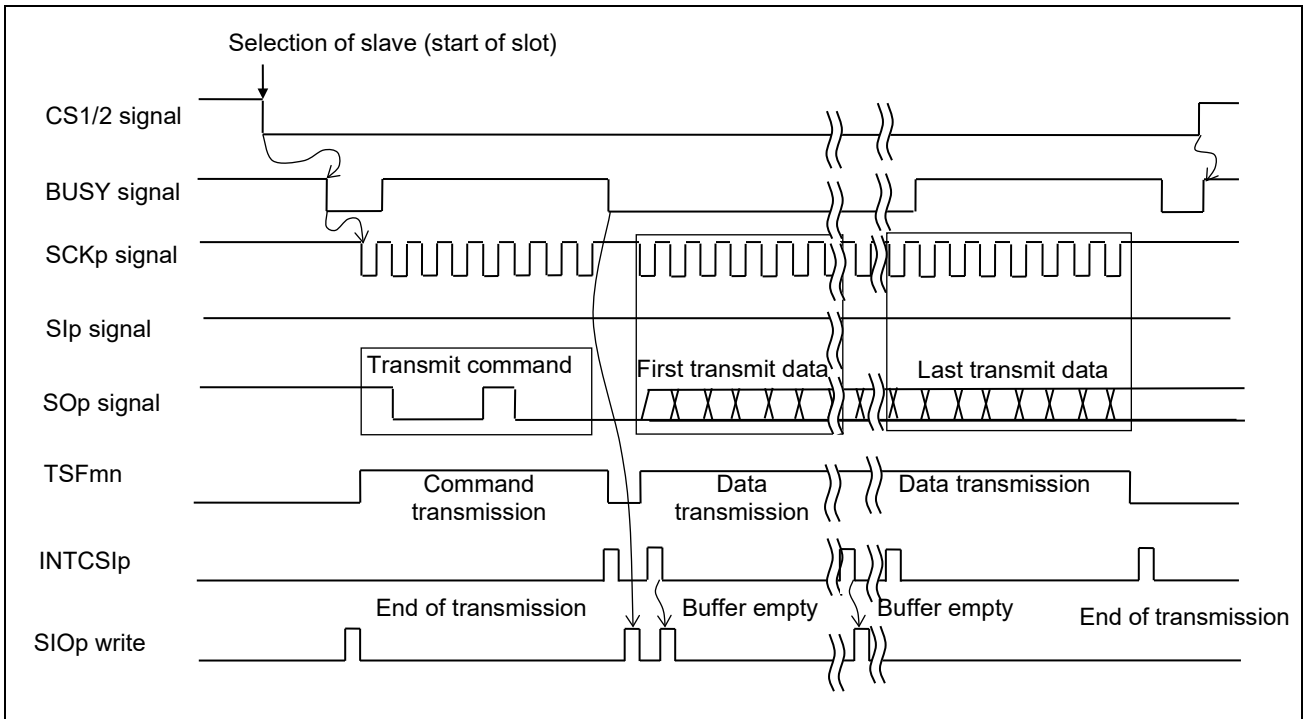 Selection of slave (start of slot)
CS1/2 signal
BUSY signal
SCKp signal
SIp signal
Transmit command
First transmit data
Last transmit data
SOp signal
TSFmn
Command
transmission
Data
transmission
Data transmission
INTCSIp
End of transmission
Buffer empty
Buffer empty
End of transmission
SIOp write